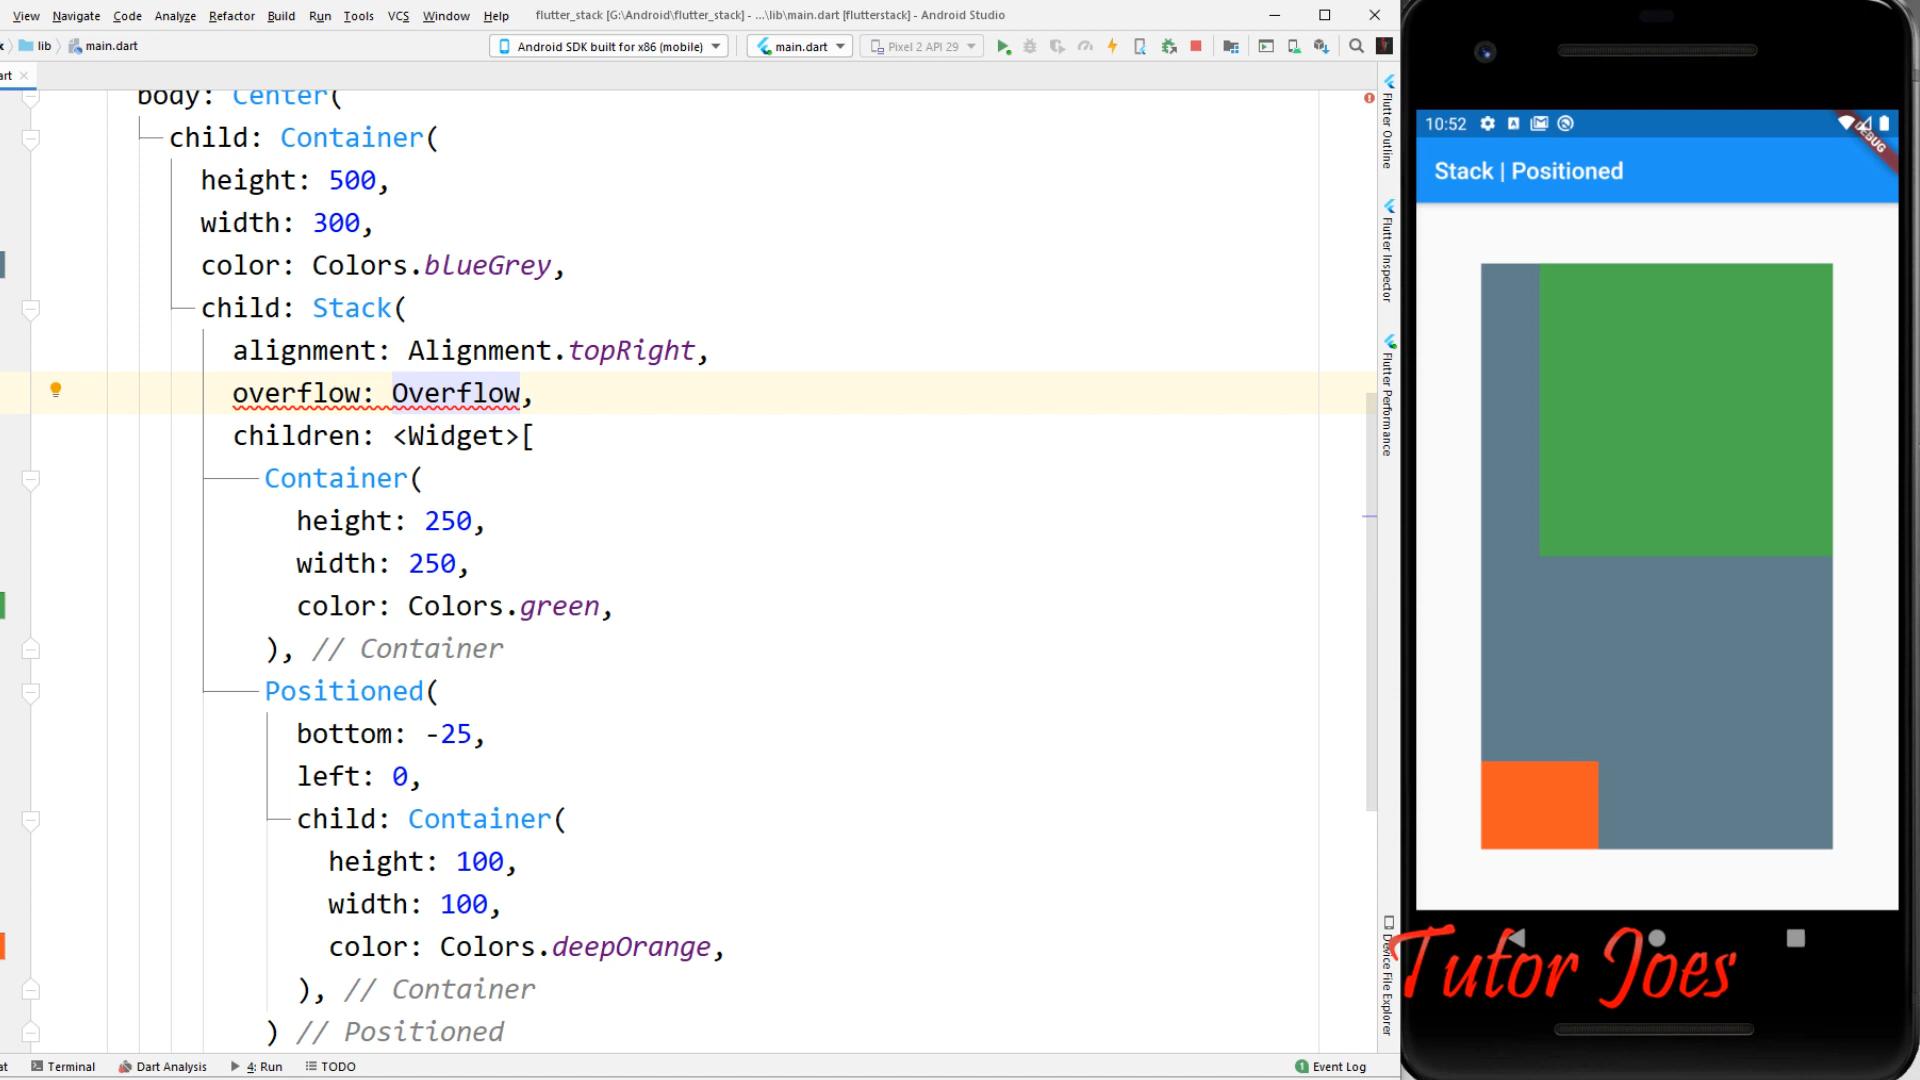 View Navigate Code Analyze Refactor Build Run Tools VCS Window Help flutter_stack [G:\Android\flutter_stack] - ...\lib\main.dart [flutterstack] - Android Studio
lib main.dart
Android SDK built for x86 (mobile) main.dart Pixel 2 API 29
art
body: Center(
child: Container(
height: 500,
width: 300,
color: Colors.blueGrey,
child: Stack(
alignment: Alignment.topRight,
overflow: Overflow,
children: <Widget>[
Container(
height: 250,
width: 250,
color: Colors.green,
), // Container
Positioned(
bottom: -25,
left: 0,
child: Container(
height: 100,
width: 100,
color: Colors.deepOrange,
), // Container
) // Positioned
Flutter Outline
Flutter Inspector
Flutter Performance
Device File Explorer
Terminal Dart Analysis 4: Run TODO
1 Event Log
10:52
DEBUG
Stack | Positioned
Tutor Joes